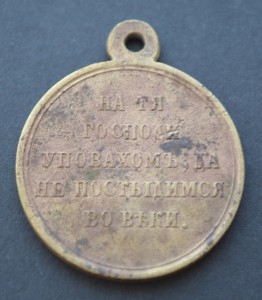 НА ТЯ
ГОСПОДИ
УПОВАХОМЪ, ДА
НЕ ПОСТЫДИМСЯ
ВО ВѢКИ.